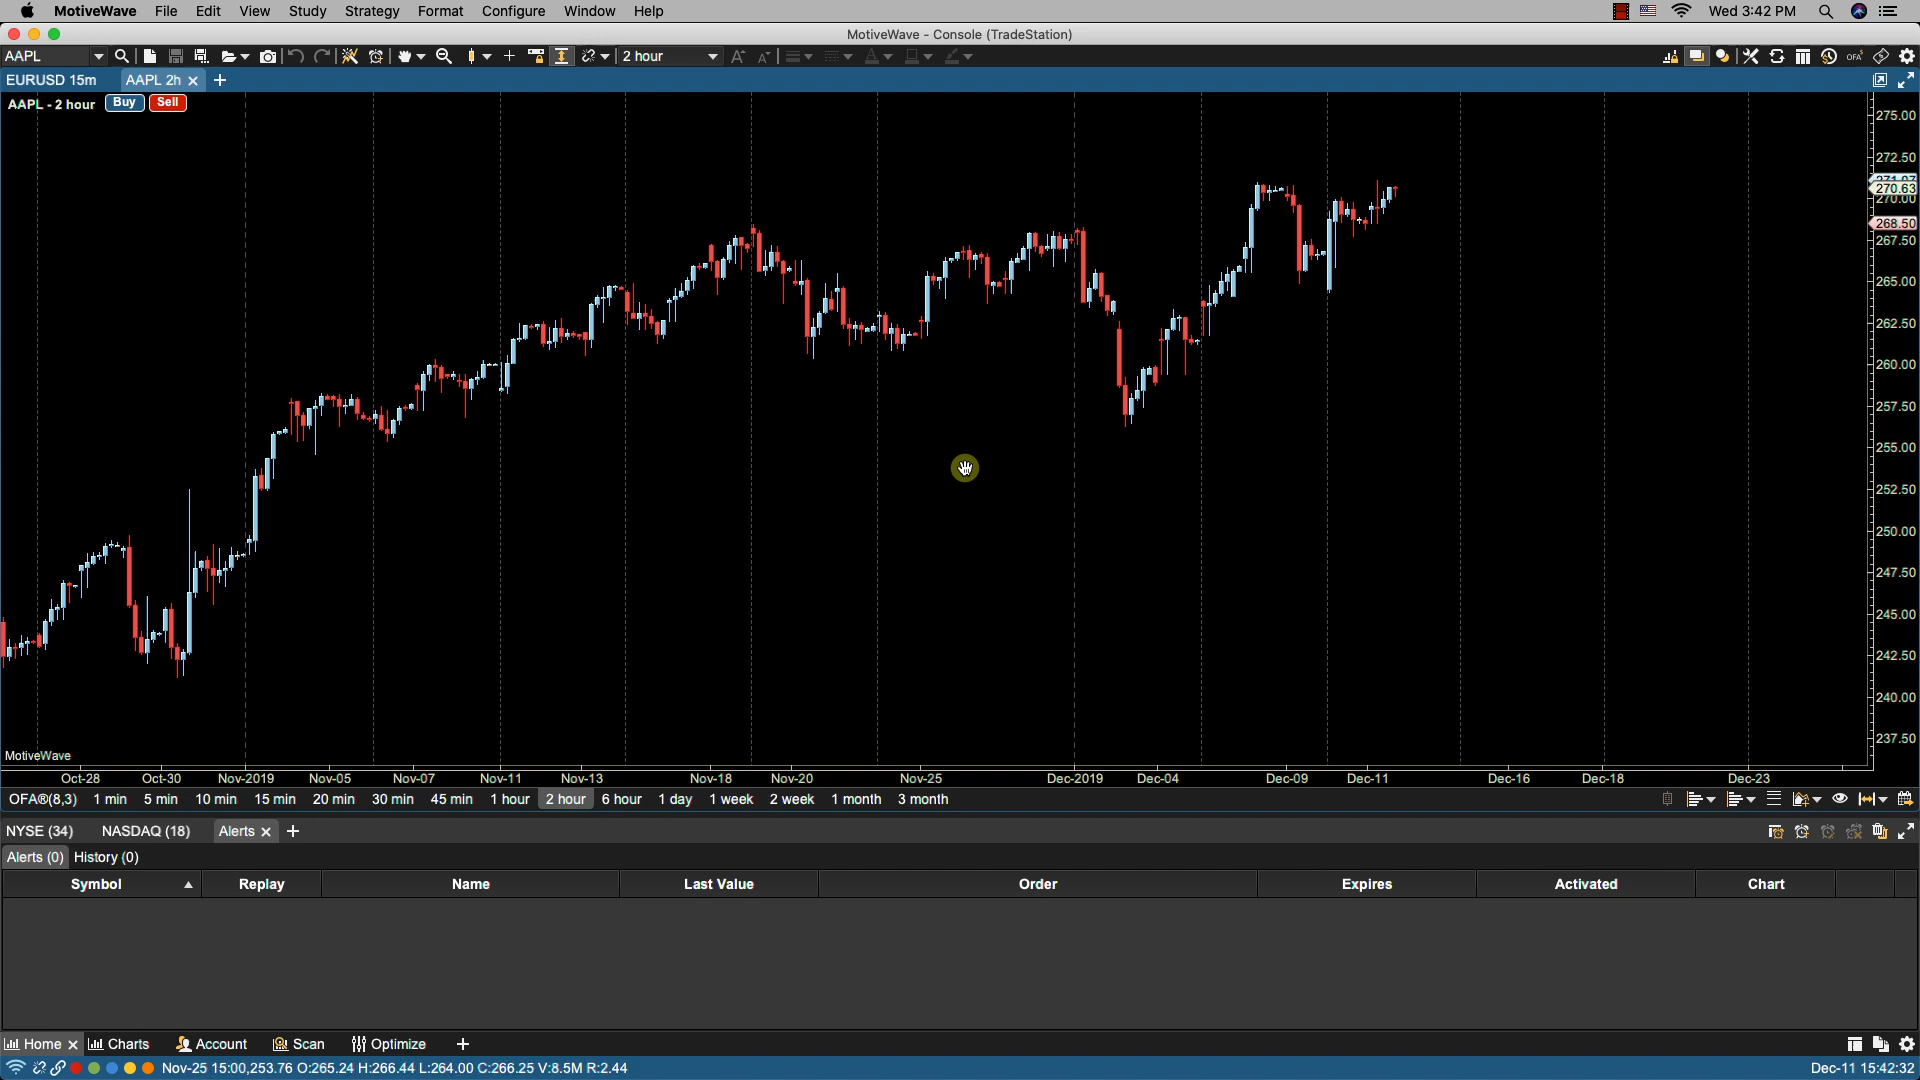 MotiveWave File Edit View Study Strategy Format Configure Window Help Wed 3:42 PM
MotiveWave - Console (TradeStation)
AAPL 2 hour OFA
EURUSD 15m AAPL 2h
AAPL - 2 hour Buy Sell
275.00
272.50
270.63
270.00
268.50
267.50
265.00
262.50
260.00
257.50
255.00
252.50
250.00
247.50
245.00
242.50
240.00
237.50
MotiveWave
Oct-28 Oct-30 Nov-2019 Nov-05 Nov-07 Nov-11 Nov-13 Nov-18 Nov-20 Nov-25 Dec-2019 Dec-04 Dec-09 Dec-11 Dec-16 Dec-18 Dec-23
OFA®(8,3) 1 min 5 min 10 min 15 min 20 min 30 min 45 min 1 hour 2 hour 6 hour 1 day 1 week 2 week 1 month 3 month
NYSE (34) NASDAQ (18) Alerts
Alerts (0) History (0)
Symbol Replay Name Last Value Order Expires Activated Chart
Home Charts Account Scan Optimize
Nov-25 15:00,253.76 O:265.24 H:266.44 L:264.00 C:266.25 V:8.5M R:2.44 Dec-11 15:42:32